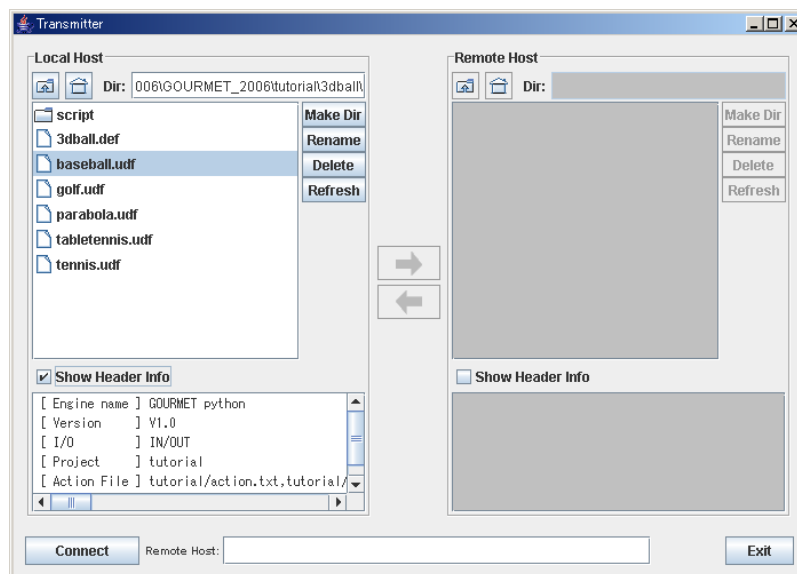 Transmitter
Local Host
Dir: 006\GOURMET_2006\tutorial\3dball\
script
3dball.def
baseball.udf
golf.udf
parabola.udf
tabletennis.udf
tennis.udf
Make Dir
Rename
Delete
Refresh
Show Header Info
[ Engine name ] GOURMET python
[ Version ] V1.0
[ I/O ] IN/OUT
[ Project ] tutorial
[ Action File ] tutorial/action.txt,tutorial/
Remote Host
Dir:
Make Dir
Rename
Delete
Refresh
Show Header Info
Connect
Remote Host:
Exit